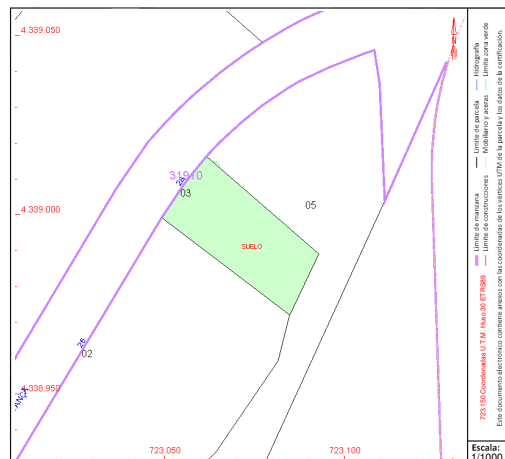 4.339.050
31910
24
03
05
4.339.000
SUELO
26
02
4.338.950
723.050
723.100
Límite de manzana
Límite de parcela
Hidrografía
Límite de construcciones
Mobiliario y aceras
Límite zona verde
723.150 Coordenadas U.T.M. Huso 30 ETRS89
Este documento electrónico contiene anexos con las coordenadas de los vértices UTM de la parcela y los datos de la certificación.
Escala:
1/1000